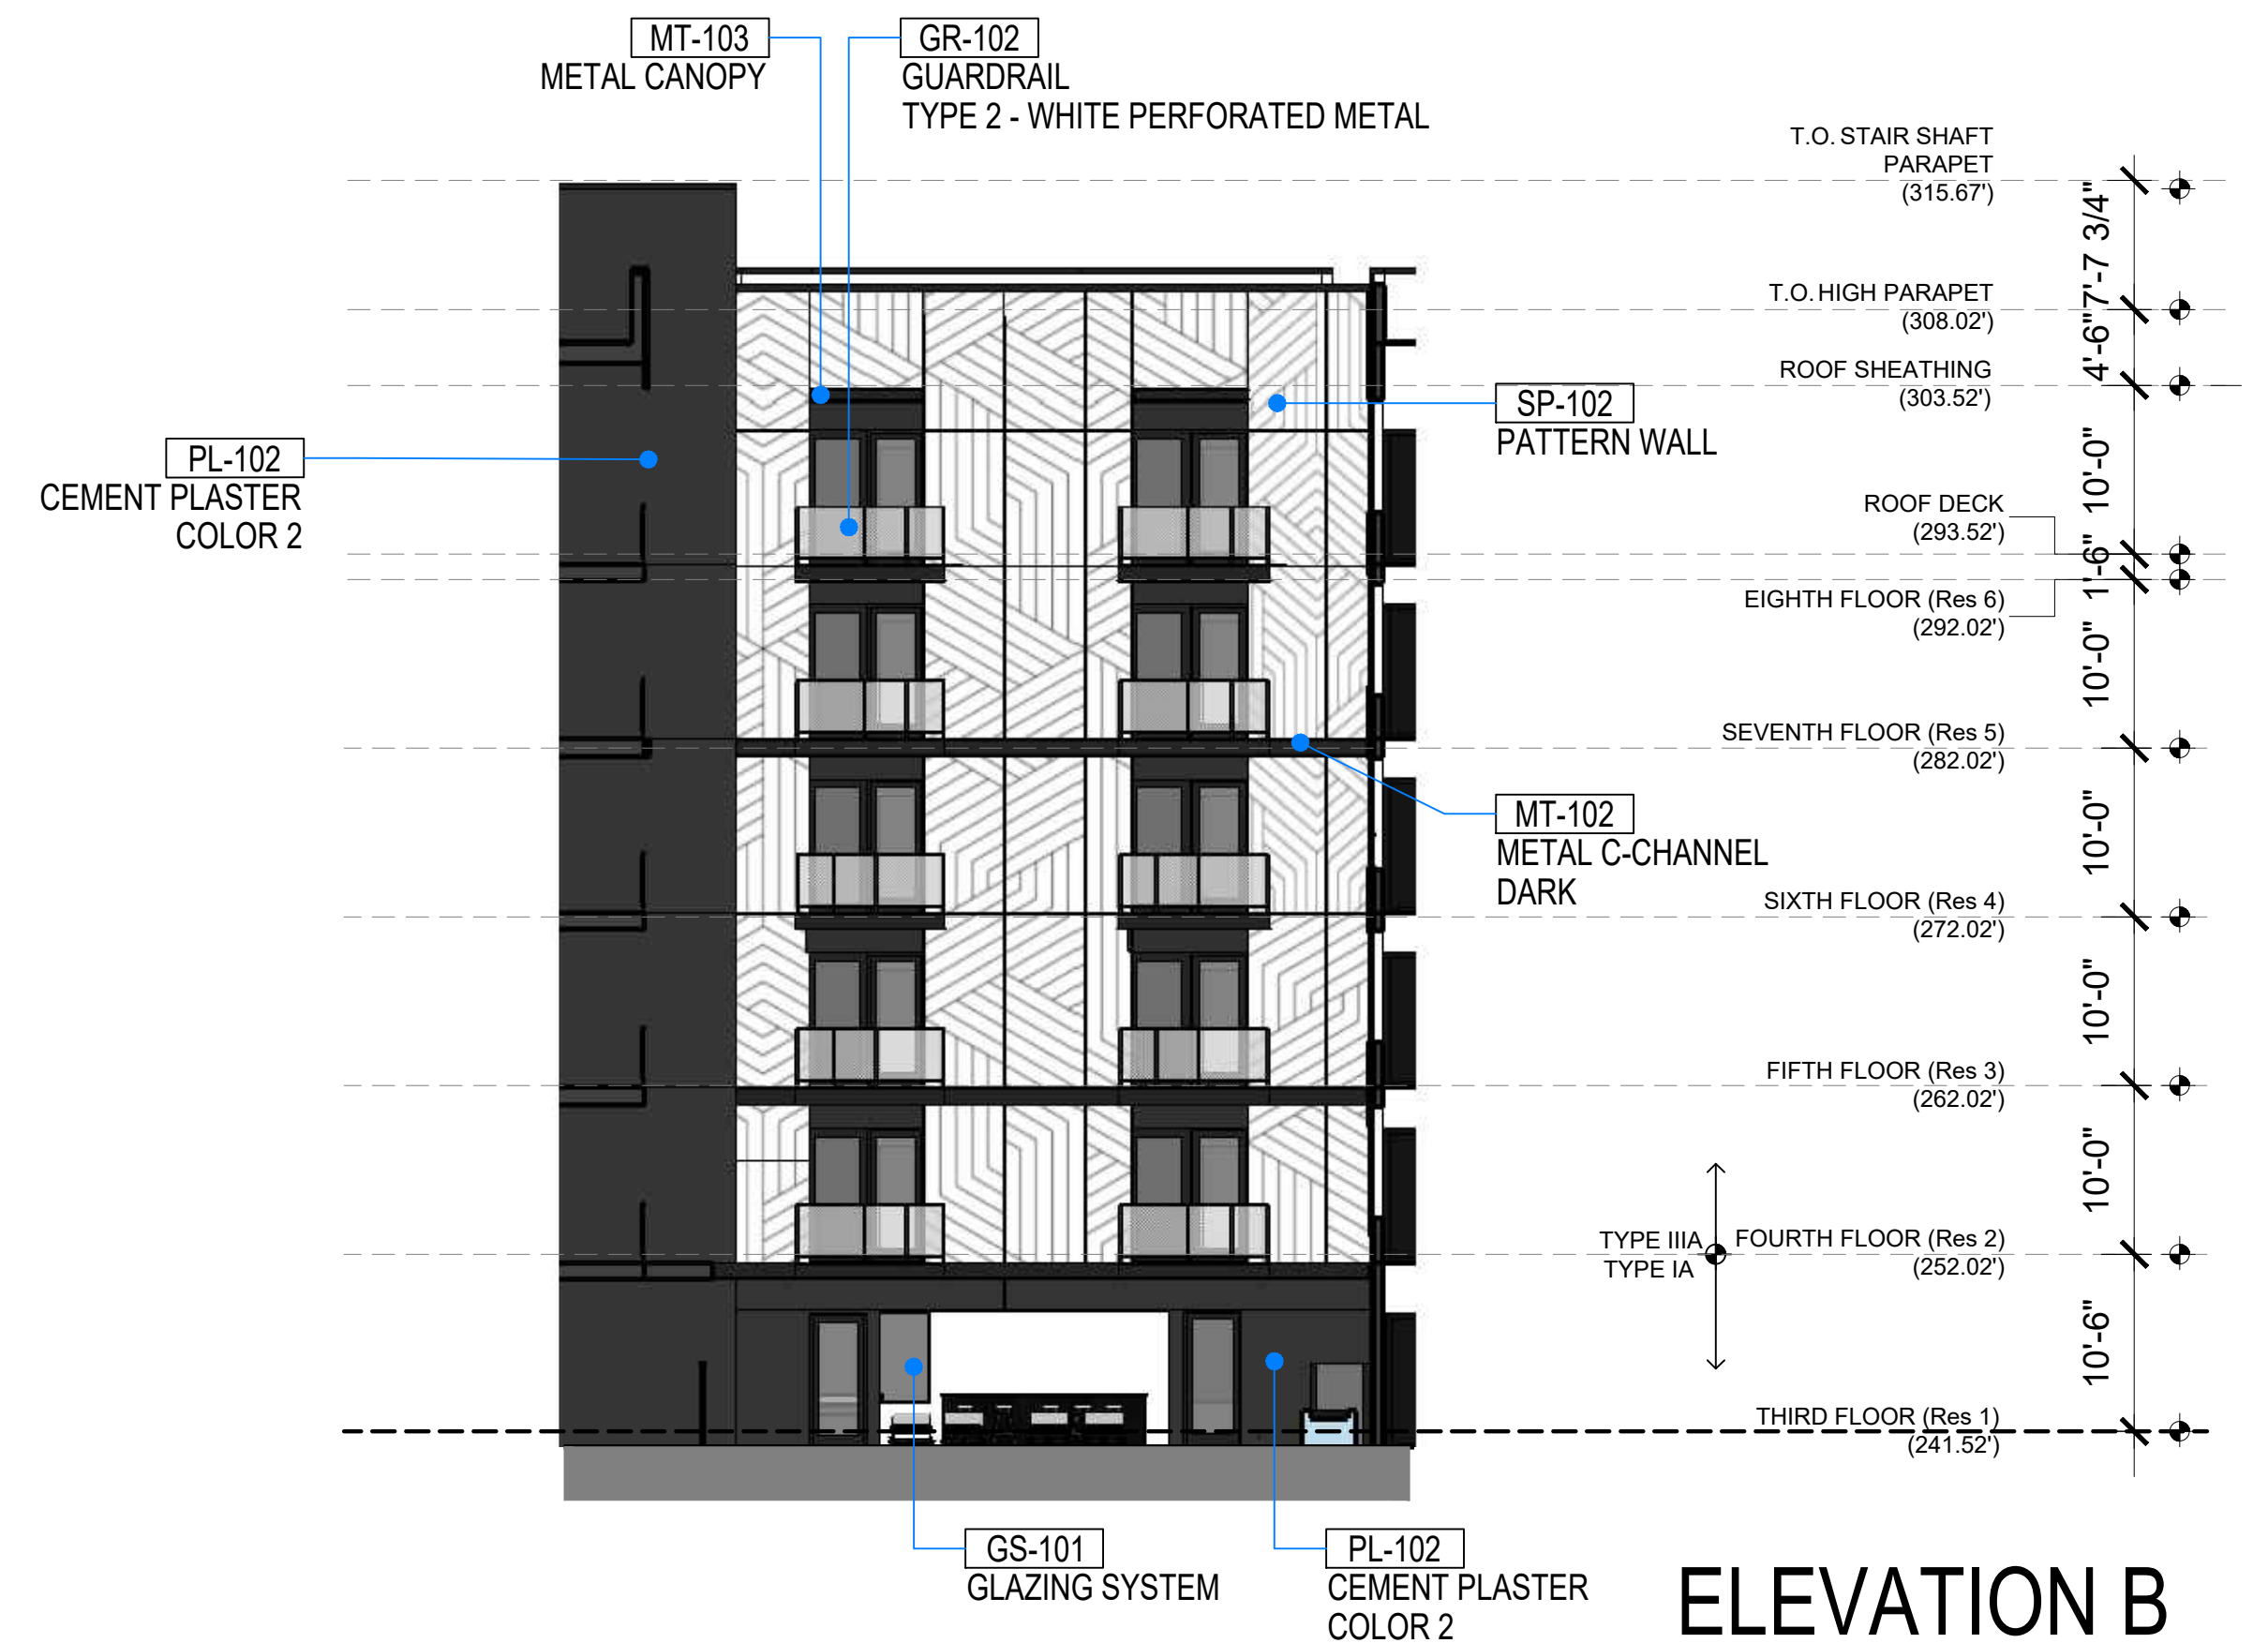 MT-103
METAL CANOPY
GR-102
GUARDRAIL
TYPE 2 - WHITE PERFORATED METAL
T.O. STAIR SHAFT
PARAPET
(315.67')
7'-7 3/4"
T.O. HIGH PARAPET
(308.02')
4'-6"
ROOF SHEATHING
(303.52')
SP-102
PATTERN WALL
PL-102
CEMENT PLASTER
COLOR 2
10'-0"
ROOF DECK
(293.52')
1'-6"
EIGHTH FLOOR (Res 6)
(292.02')
10'-0"
SEVENTH FLOOR (Res 5)
(282.02')
MT-102
METAL C-CHANNEL
DARK
10'-0"
SIXTH FLOOR (Res 4)
(272.02')
10'-0"
FIFTH FLOOR (Res 3)
(262.02')
10'-0"
TYPE IIIA
TYPE IA
FOURTH FLOOR (Res 2)
(252.02')
10'-6"
THIRD FLOOR (Res 1)
(241.52')
GS-101
GLAZING SYSTEM
PL-102
CEMENT PLASTER
COLOR 2
ELEVATION B